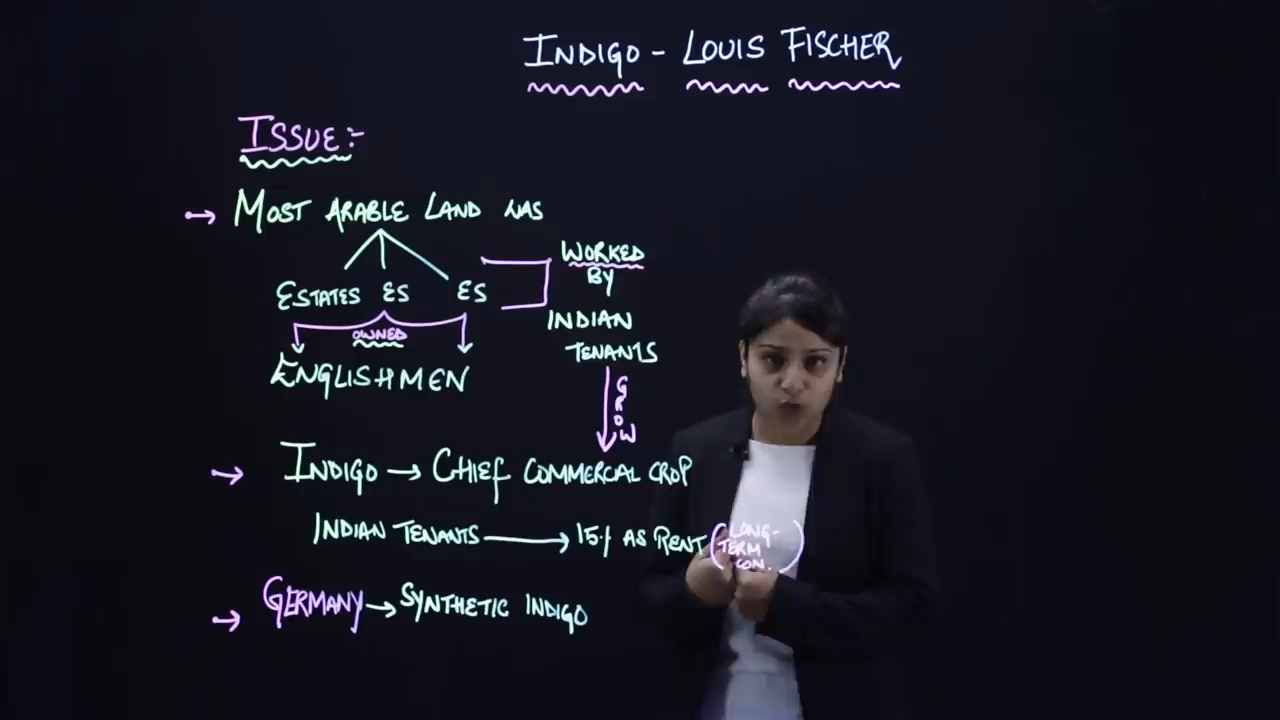 INDIGO - LOUIS FISCHER
ISSUE:-
→ MOST ARABLE LAND WAS
ESTATES ES ES
OWNED
ENGLISHMEN
WORKED
BY
INDIAN
TENANTS
GROW
→ INDIGO → CHIEF COMMERCAL CROP
INDIAN TENANTS → 15% AS RENT (LONG-
TERM
CON.)
→ GERMANY → SYNTHETIC INDIGO